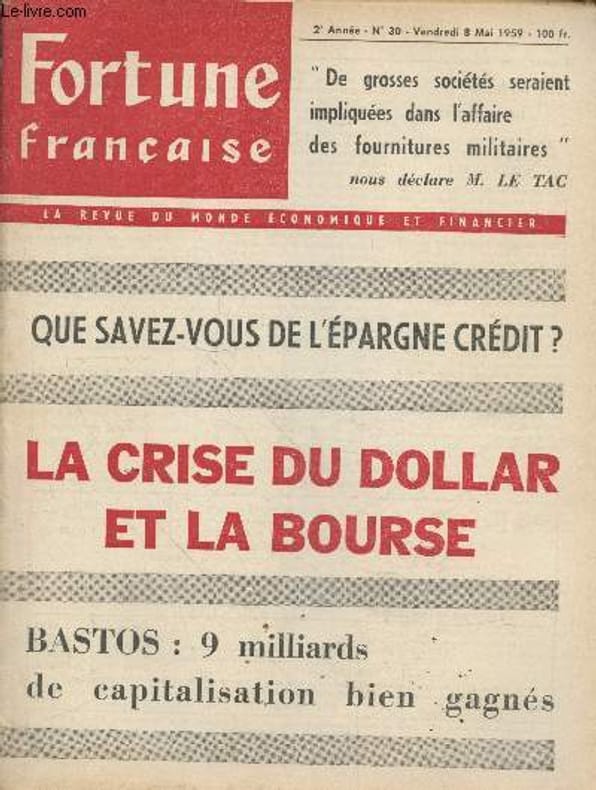 Le-livre.com
Fortune
française
2e Année - N° 30 - Vendredi 8 Mai 1959 - 100 Fr.
" De grosses sociétés seraient
impliquées dans l'affaire
des fournitures militaires "
nous déclare M. LE TAC
LA REVUE DU MONDE ÉCONOMIQUE ET FINANCIER
QUE SAVEZ-VOUS DE L'ÉPARGNE CRÉDIT ?
LA CRISE DU DOLLAR
ET LA BOURSE
BASTOS : 9 milliards
de capitalisation bien gagnés